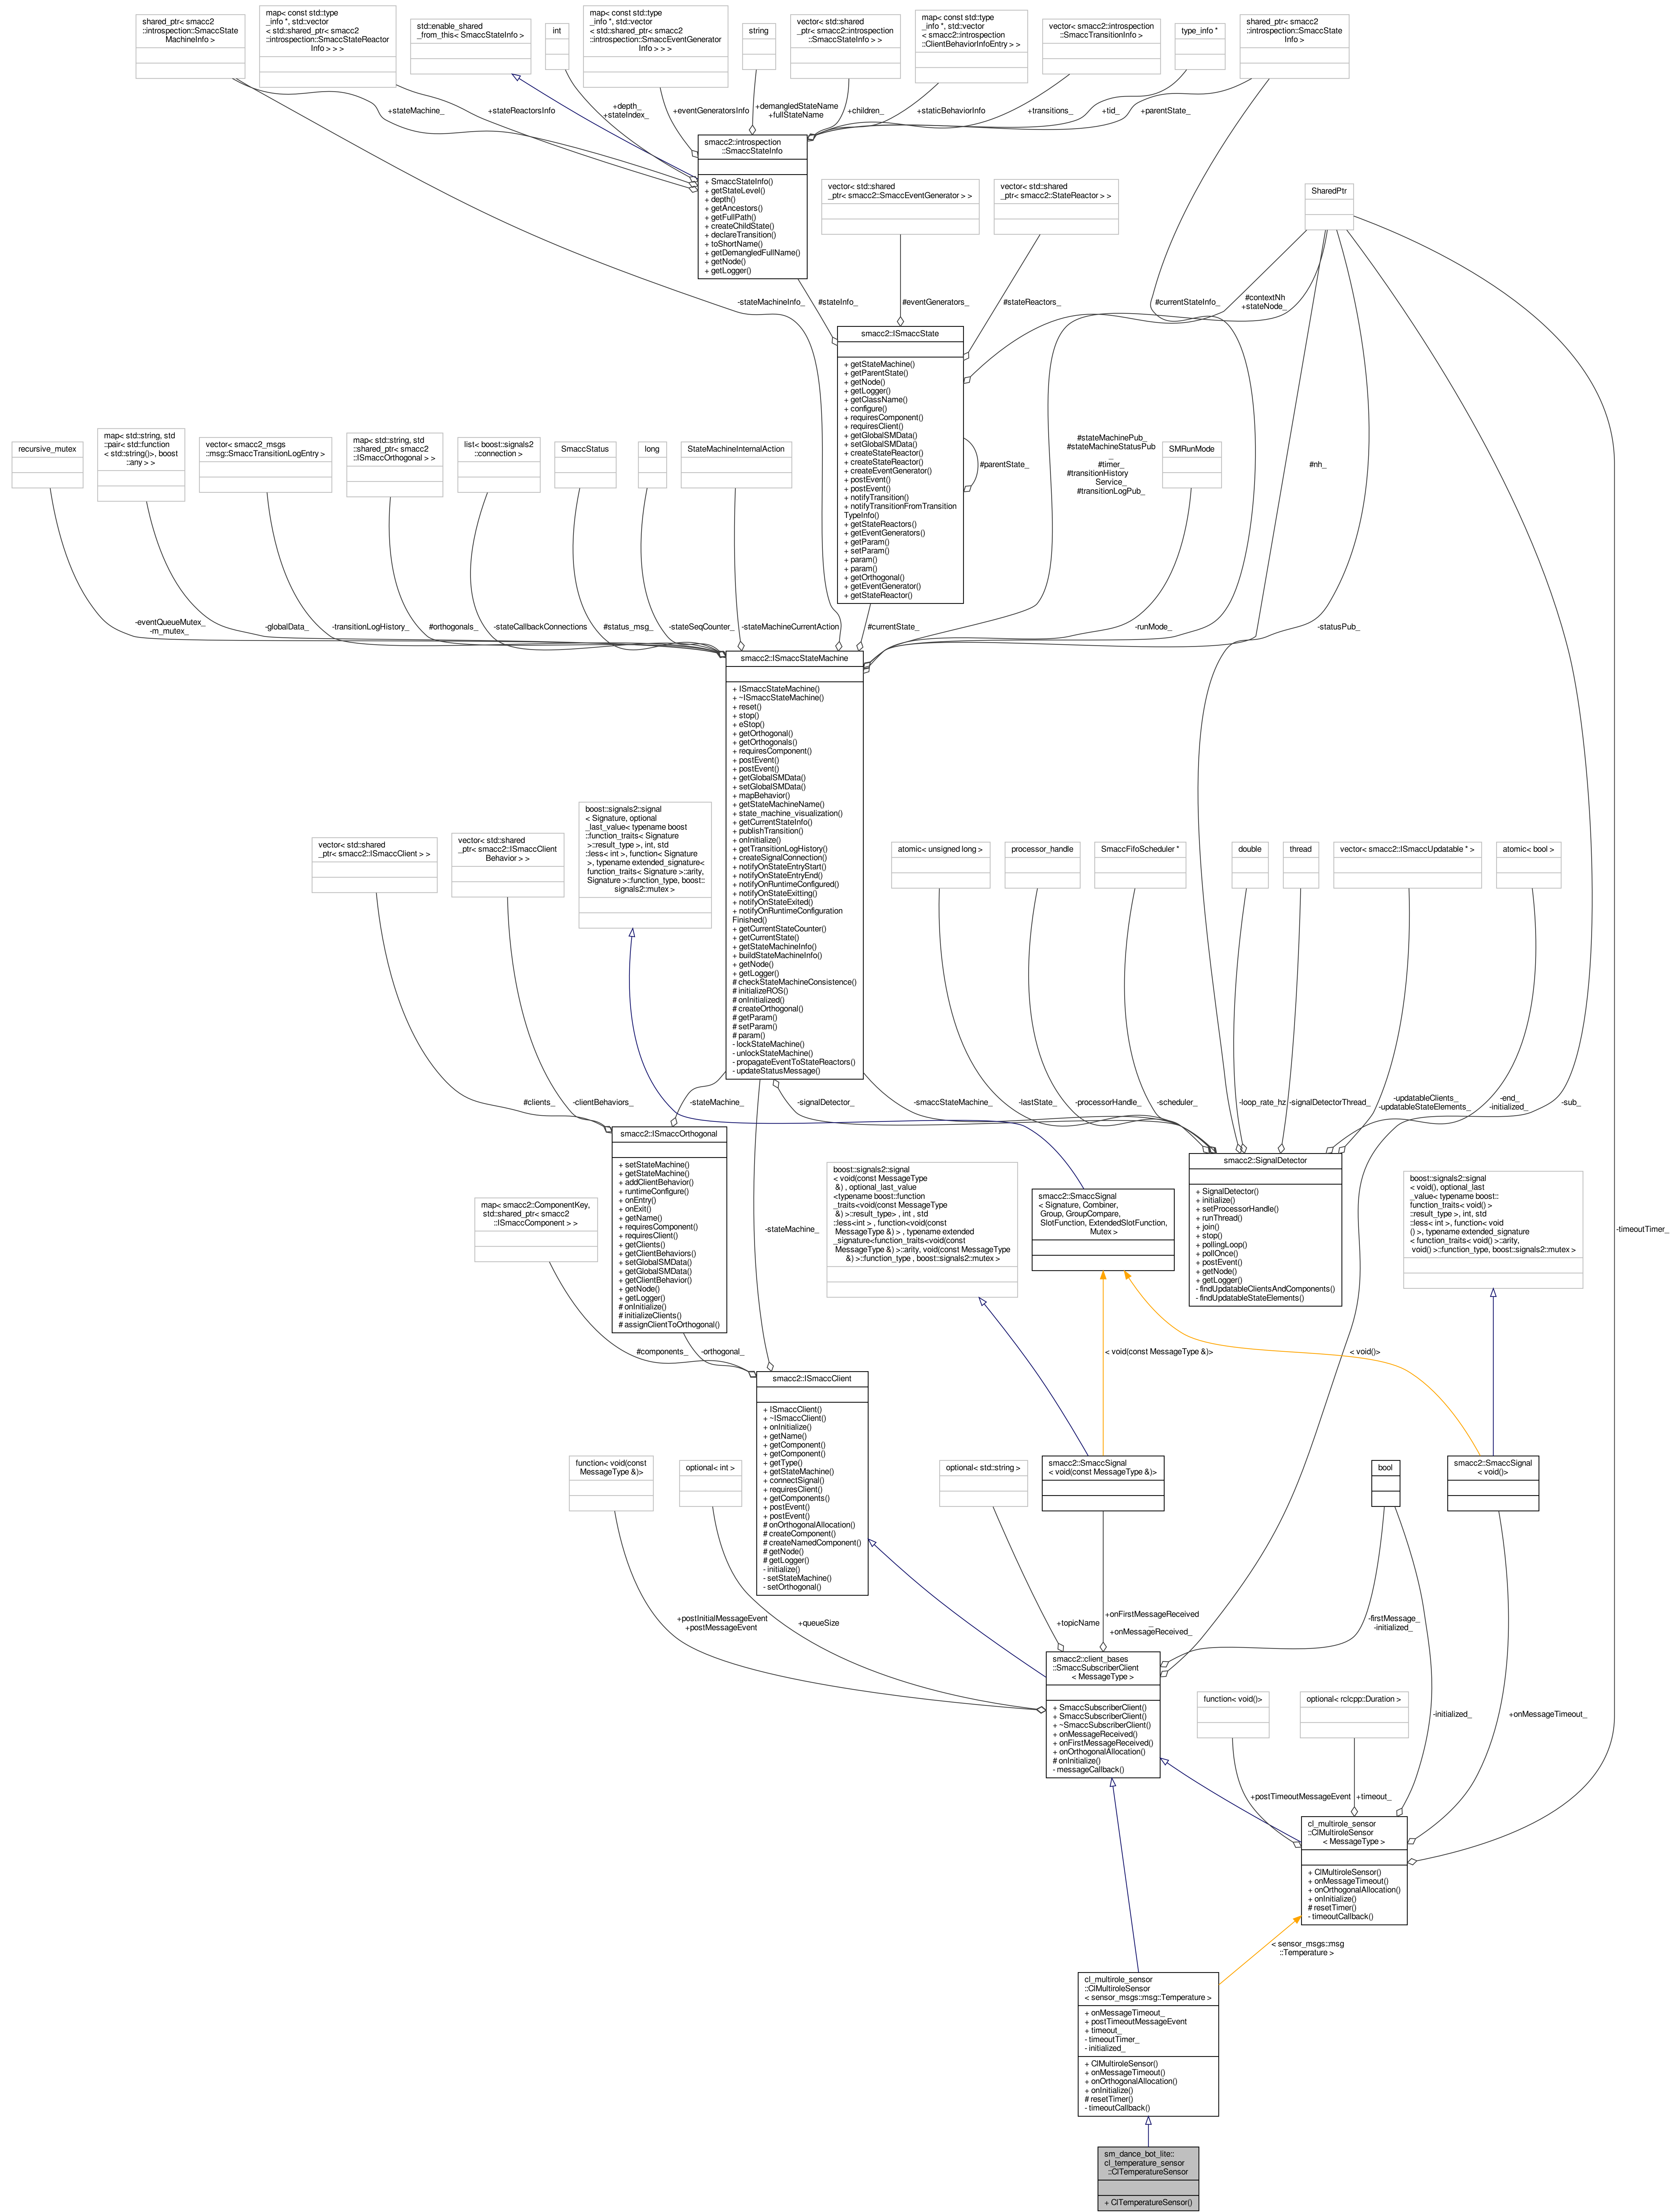 shared_ptr< smacc2
::introspection::SmaccState
MachineInfo >
map< const std::type
_info *, std::vector
< std::shared_ptr< smacc2
::introspection::SmaccStateReactor
Info > > >
std::enable_shared
_from_this< SmaccStateInfo >
int
map< const std::type
_info *, std::vector
< std::shared_ptr< smacc2
::introspection::SmaccEventGenerator
Info > > >
string
vector< std::shared
_ptr< smacc2::introspection
::SmaccStateInfo > >
map< const std::type
_info *, std::vector
< smacc2::introspection
::ClientBehaviorInfoEntry > >
vector< smacc2::introspection
::SmaccTransitionInfo >
type_info *
shared_ptr< smacc2
::introspection::SmaccState
Info >
+stateMachine_
+stateReactorsInfo
+depth_
+stateIndex_
+eventGeneratorsInfo
+demangledStateName
+fullStateName
+children_
+staticBehaviorInfo
+transitions_
+tid_
+parentState_
smacc2::introspection
::SmaccStateInfo
+ SmaccStateInfo()
+ getStateLevel()
+ depth()
+ getAncestors()
+ getFullPath()
+ createChildState()
+ declareTransition()
+ toShortName()
+ getDemangledFullName()
+ getNode()
+ getLogger()
vector< std::shared
_ptr< smacc2::SmaccEventGenerator > >
vector< std::shared
_ptr< smacc2::StateReactor > >
SharedPtr
-stateMachineInfo_
#stateInfo_
#eventGenerators_
#stateReactors_
#currentStateInfo_
#contextNh
+stateNode_
smacc2::ISmaccState
+ getStateMachine()
+ getParentState()
+ getNode()
+ getLogger()
+ getClassName()
+ configure()
+ requiresComponent()
+ requiresClient()
+ getGlobalSMData()
+ setGlobalSMData()
+ createStateReactor()
+ createStateReactor()
+ createEventGenerator()
+ postEvent()
+ postEvent()
+ notifyTransition()
+ notifyTransitionFromTransition
TypeInfo()
+ getStateReactors()
+ getEventGenerators()
+ getParam()
+ setParam()
+ param()
+ param()
+ getOrthogonal()
+ getEventGenerator()
+ getStateReactor()
#parentState_
recursive_mutex
map< std::string, std
::pair< std::function
< std::string()>, boost
::any > >
vector< smacc2_msgs
::msg::SmaccTransitionLogEntry >
map< std::string, std
::shared_ptr< smacc2
::ISmaccOrthogonal > >
list< boost::signals2
::connection >
SmaccStatus
long
StateMachineInternalAction
#stateMachinePub_
#stateMachineStatusPub
_
#timer_
#transitionHistory
Service_
#transitionLogPub_
SMRunMode
#nh_
-eventQueueMutex_
-m_mutex_
-globalData_
-transitionLogHistory_
#orthogonals_
-stateCallbackConnections
#status_msg_
-stateSeqCounter_
-stateMachineCurrentAction
#currentState_
-runMode_
-statusPub_
smacc2::ISmaccStateMachine
+ ISmaccStateMachine()
+ ~ISmaccStateMachine()
+ reset()
+ stop()
+ eStop()
+ getOrthogonal()
+ getOrthogonals()
+ requiresComponent()
+ postEvent()
+ postEvent()
+ getGlobalSMData()
+ setGlobalSMData()
+ mapBehavior()
+ getStateMachineName()
+ state_machine_visualization()
+ getCurrentStateInfo()
+ publishTransition()
+ onInitialize()
+ getTransitionLogHistory()
+ createSignalConnection()
+ notifyOnStateEntryStart()
+ notifyOnStateEntryEnd()
+ notifyOnRuntimeConfigured()
+ notifyOnStateExitting()
+ notifyOnStateExited()
+ notifyOnRuntimeConfiguration
Finished()
+ getCurrentStateCounter()
+ getCurrentState()
+ getStateMachineInfo()
+ buildStateMachineInfo()
+ getNode()
+ getLogger()
# checkStateMachineConsistence()
# initializeROS()
# onInitialized()
# createOrthogonal()
# getParam()
# setParam()
# param()
- lockStateMachine()
- unlockStateMachine()
- propagateEventToStateReactors()
- updateStatusMessage()
vector< std::shared
_ptr< smacc2::ISmaccClient > >
vector< std::shared
_ptr< smacc2::ISmaccClient
Behavior > >
boost::signals2::signal
< Signature, optional
_last_value< typename boost
::function_traits< Signature
>::result_type >, int, std
::less< int >, function< Signature
>, typename extended_signature<
function_traits< Signature >::arity,
Signature >::function_type, boost::
signals2::mutex >
atomic< unsigned long >
processor_handle
SmaccFifoScheduler *
double
thread
vector< smacc2::ISmaccUpdatable * >
atomic< bool >
#clients_
-clientBehaviors_
-stateMachine_
-signalDetector_
-smaccStateMachine_
-lastState_
-processorHandle_
-scheduler_
-loop_rate_hz
-signalDetectorThread_
-updatableClients_
-updatableStateElements_
-end_
-initialized_
-sub_
smacc2::ISmaccOrthogonal
+ setStateMachine()
+ getStateMachine()
+ addClientBehavior()
+ runtimeConfigure()
+ onEntry()
+ onExit()
+ getName()
+ requiresComponent()
+ requiresClient()
+ getClients()
+ getClientBehaviors()
+ setGlobalSMData()
+ getGlobalSMData()
+ getClientBehavior()
+ getNode()
+ getLogger()
# onInitialize()
# initializeClients()
# assignClientToOrthogonal()
smacc2::SignalDetector
+ SignalDetector()
+ initialize()
+ setProcessorHandle()
+ runThread()
+ join()
+ stop()
+ pollingLoop()
+ pollOnce()
+ postEvent()
+ getNode()
+ getLogger()
- findUpdatableClientsAndComponents()
- findUpdatableStateElements()
map< smacc2::ComponentKey,
std::shared_ptr< smacc2
::ISmaccComponent > >
-stateMachine_
boost::signals2::signal
< void(const MessageType
&) , optional_last_value
<typename boost::function
_traits<void(const MessageType
&) >::result_type> , int , std
::less<int > , function<void(const
MessageType &) > , typename extended
_signature<function_traits<void(const
MessageType &) >::arity, void(const MessageType
&) >::function_type , boost::signals2::mutex >
smacc2::SmaccSignal
< Signature, Combiner,
Group, GroupCompare,
SlotFunction, ExtendedSlotFunction,
Mutex >
boost::signals2::signal
< void(), optional_last
_value< typename boost::
function_traits< void() >
::result_type >, int, std
::less< int >, function< void
() >, typename extended_signature
< function_traits< void() >::arity,
void() >::function_type, boost::signals2::mutex >
-timeoutTimer_
#components_
-orthogonal_
< void(const MessageType &)>
< void()>
smacc2::ISmaccClient
+ ISmaccClient()
+ ~ISmaccClient()
+ onInitialize()
+ getName()
+ getComponent()
+ getComponent()
+ getType()
+ getStateMachine()
+ connectSignal()
+ requiresClient()
+ getComponents()
+ postEvent()
+ postEvent()
# onOrthogonalAllocation()
# createComponent()
# createNamedComponent()
# getNode()
# getLogger()
- initialize()
- setStateMachine()
- setOrthogonal()
function< void(const
MessageType &)>
optional< int >
optional< std::string >
smacc2::SmaccSignal
< void(const MessageType &)>
bool
smacc2::SmaccSignal
< void()>
+postInitialMessageEvent
+postMessageEvent
+queueSize
+topicName
+onFirstMessageReceived
_
+onMessageReceived_
-firstMessage_
-initialized_
smacc2::client_bases
::SmaccSubscriberClient
< MessageType >
+ SmaccSubscriberClient()
+ SmaccSubscriberClient()
+ ~SmaccSubscriberClient()
+ onMessageReceived()
+ onFirstMessageReceived()
+ onOrthogonalAllocation()
# onInitialize()
- messageCallback()
function< void()>
optional< rclcpp::Duration >
-initialized_
+onMessageTimeout_
+postTimeoutMessageEvent
+timeout_
cl_multirole_sensor
::ClMultiroleSensor
< MessageType >
+ ClMultiroleSensor()
+ onMessageTimeout()
+ onOrthogonalAllocation()
+ onInitialize()
# resetTimer()
- timeoutCallback()
< sensor_msgs::msg
::Temperature >
cl_multirole_sensor
::ClMultiroleSensor
< sensor_msgs::msg::Temperature >
+ onMessageTimeout_
+ postTimeoutMessageEvent
+ timeout_
- timeoutTimer_
- initialized_
+ ClMultiroleSensor()
+ onMessageTimeout()
+ onOrthogonalAllocation()
+ onInitialize()
# resetTimer()
- timeoutCallback()
sm_dance_bot_lite::
cl_temperature_sensor
::ClTemperatureSensor
+ ClTemperatureSensor()